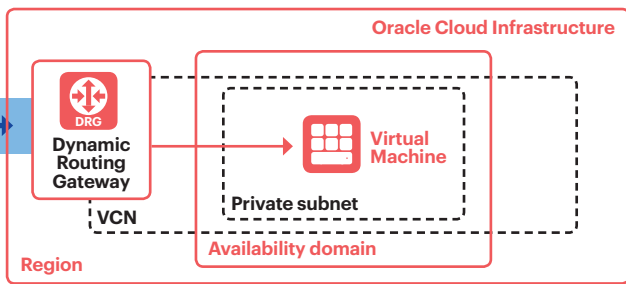 Oracle Cloud Infrastructure
DRG
Dynamic
Routing
Gateway
Virtual
Machine
Private subnet
VCN
Availability domain
Region